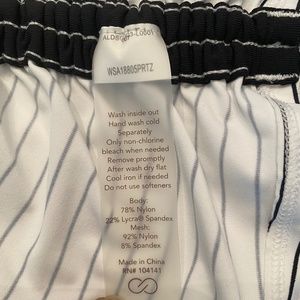 WSA18805PRTZ
Wash inside out
Hand wash cold
Separately
Only non-chlorine
bleach when needed
Remove promptly
After wash dry flat
Cool iron if needed
Do not use softeners
Body:
78% Nylon
22% Lycra® Spandex
Mesh:
92% Nylon
8% Spandex
Made in China
RN# 104141